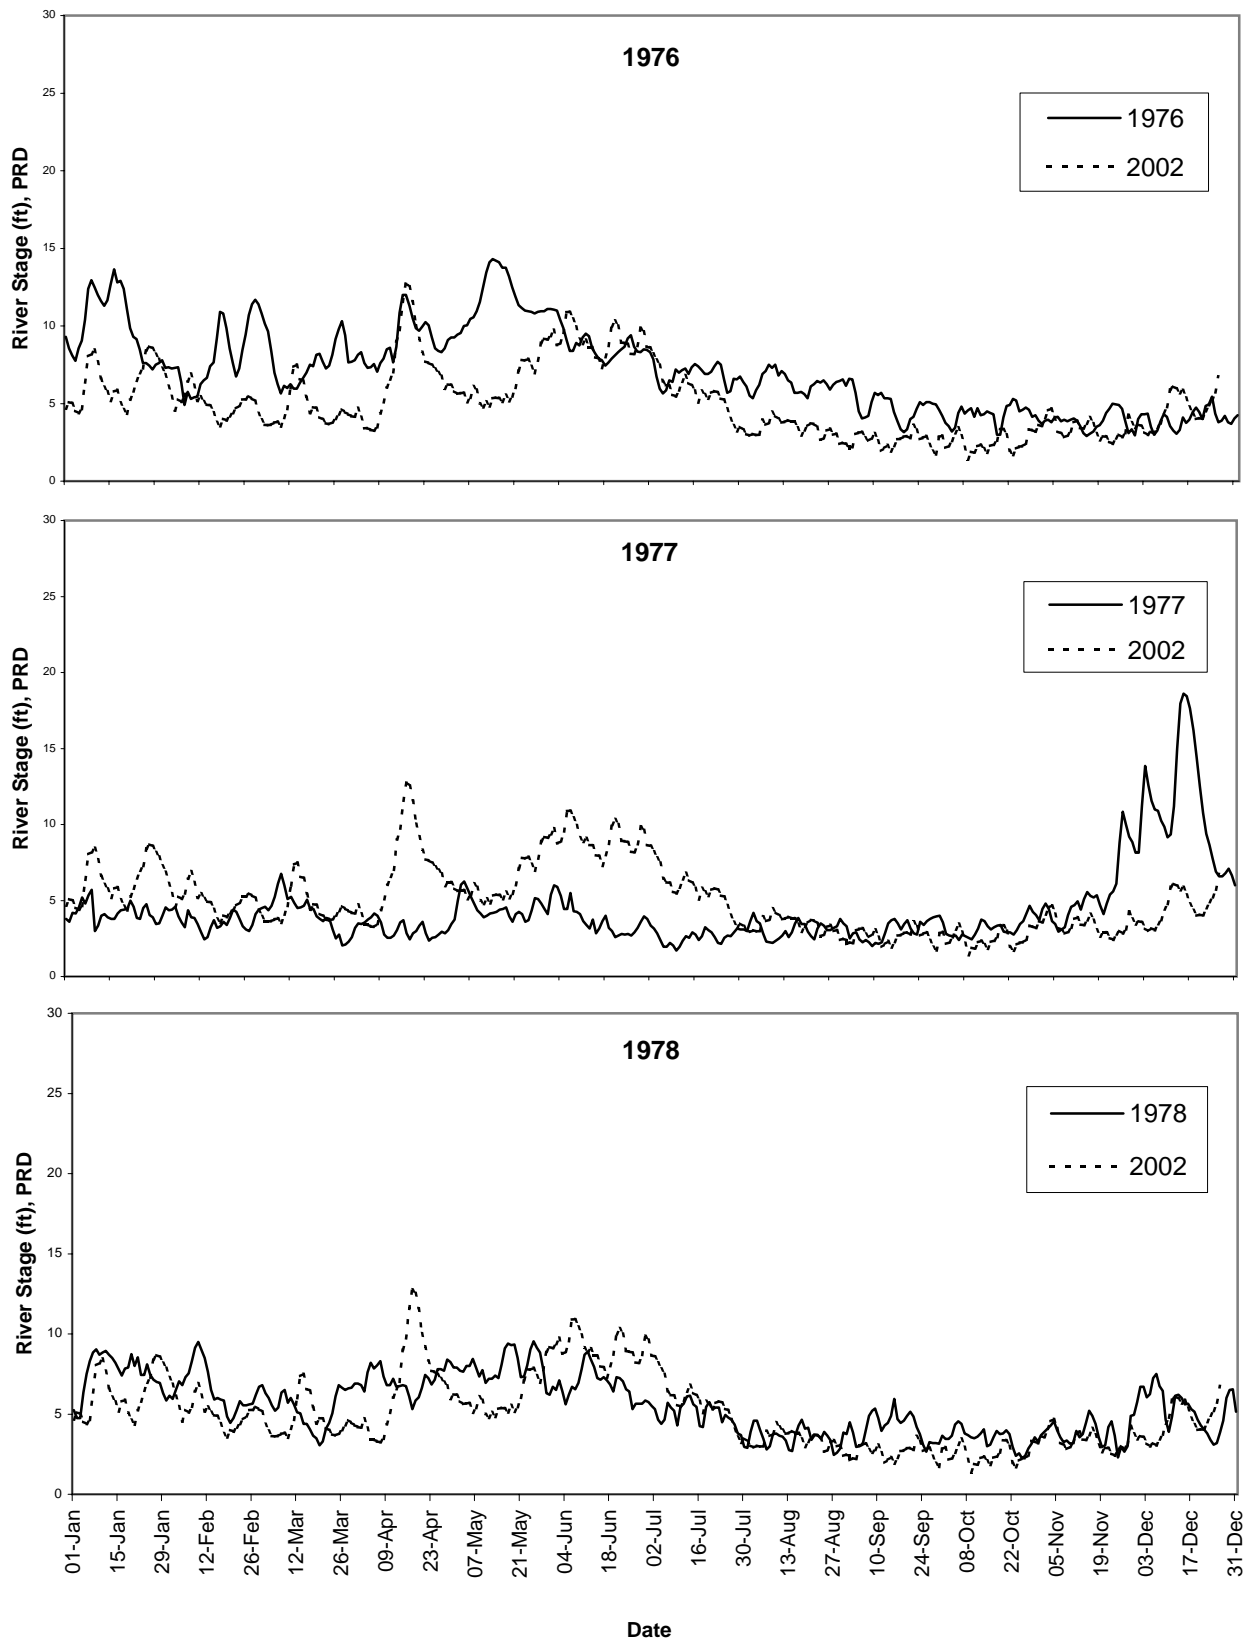 1976
30
25
20
15
10
5
0
River Stage (ft), PRD
1976
2002
1977
30
25
20
15
10
5
0
River Stage (ft), PRD
1977
2002
1978
30
25
20
15
10
5
0
River Stage (ft), PRD
1978
2002
01-Jan
15-Jan
29-Jan
12-Feb
26-Feb
12-Mar
26-Mar
09-Apr
23-Apr
07-May
21-May
04-Jun
18-Jun
02-Jul
16-Jul
30-Jul
13-Aug
27-Aug
10-Sep
24-Sep
08-Oct
22-Oct
05-Nov
19-Nov
03-Dec
17-Dec
31-Dec
Date